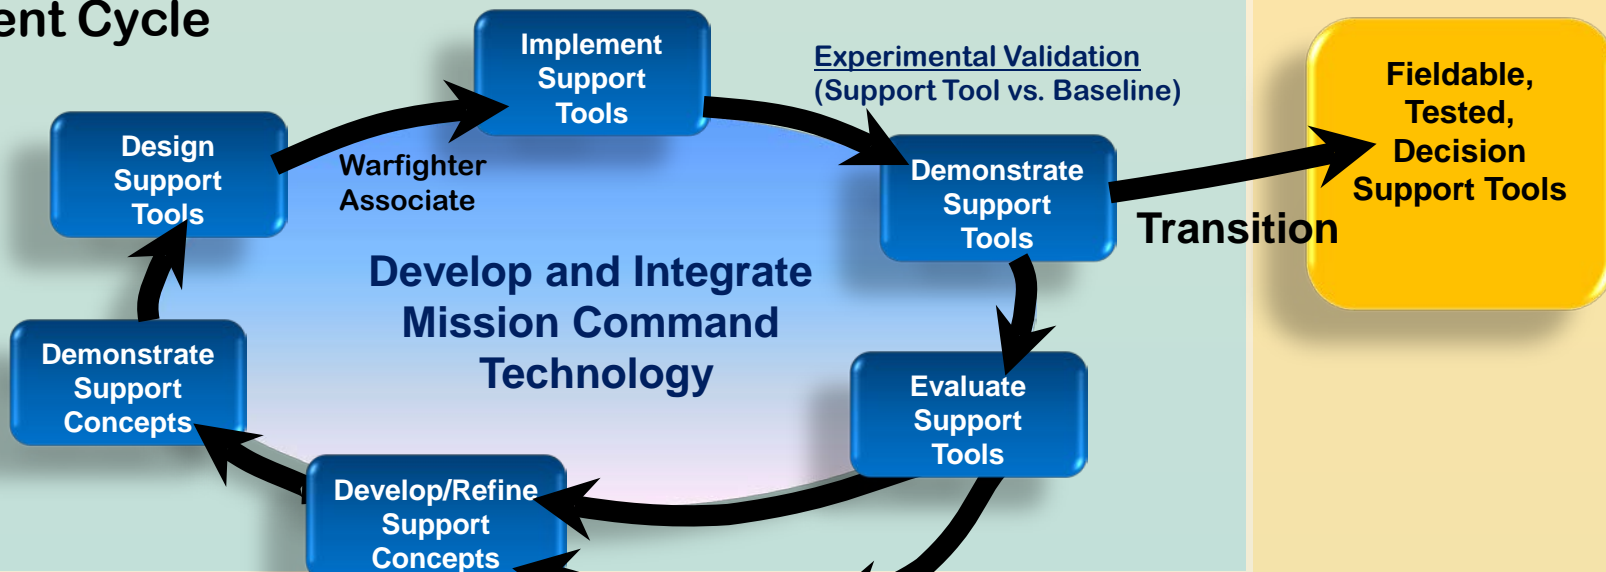 ent Cycle
Implement
Support
Tools
Experimental Validation
(Support Tool vs. Baseline)
Fieldable,
Tested,
Decision
Support Tools
Design
Support
Tools
Warfighter
Associate
Demonstrate
Support
Tools
Transition
Develop and Integrate
Mission Command
Technology
Demonstrate
Support
Concepts
Evaluate
Support
Tools
Develop/Refine
Support
Concepts